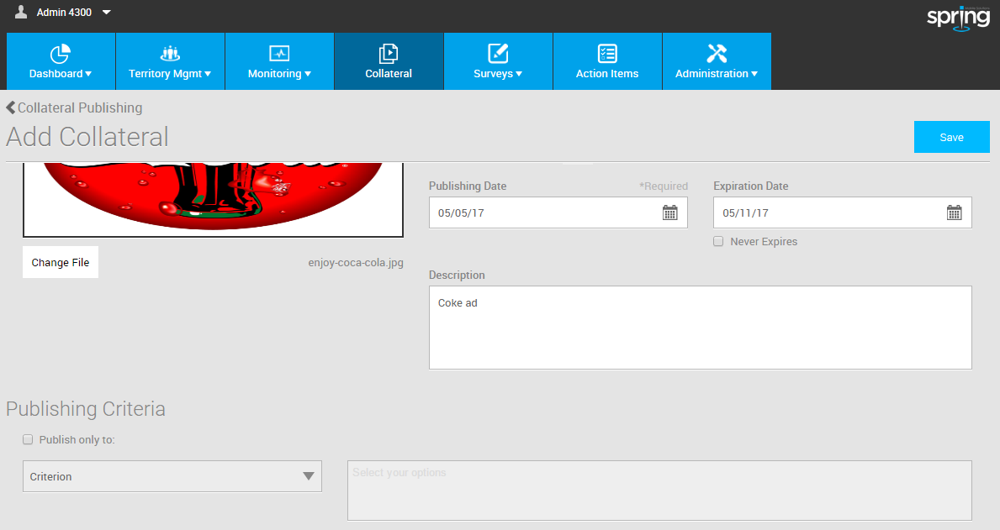 Admin 4300
spring
Dashboard
Territory Mgmt
Monitoring
Collateral
Surveys
Action Items
Administration
Collateral Publishing
Add Collateral
Save
Publishing Date *Required Expiration Date
05/05/17 05/11/17
Never Expires
Change File enjoy-coca-cola.jpg
Description
Coke ad
Publishing Criteria
Publish only to:
Criterion Select your options